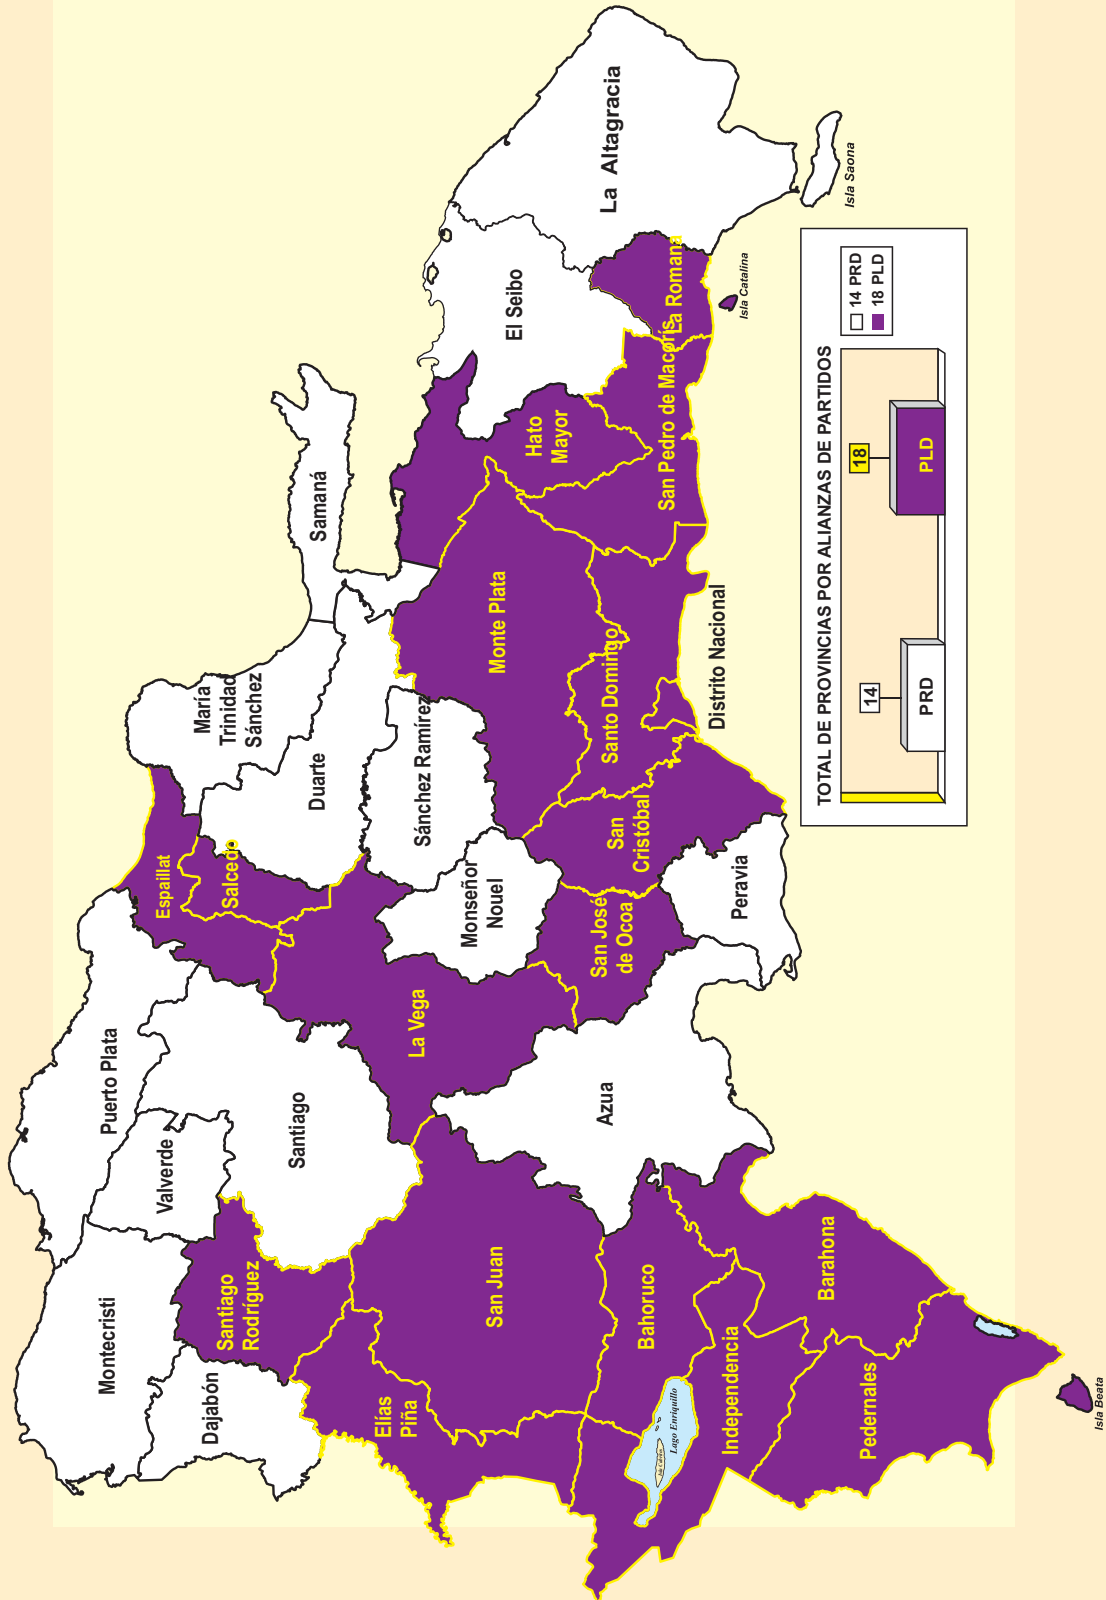 Montecristi
Puerto Plata
Valverde
Dajabón
Santiago
Rodríguez
Santiago
Espaillat
Salcedo
María
Trinidad
Sánchez
Duarte
Samaná
La Vega
Sánchez Ramírez
Monseñor
Nouel
Elías
Piña
San Juan
Azua
San José
de Ocoa
San
Cristóbal
Peravia
Monte Plata
Santo Domingo
Distrito Nacional
Hato
Mayor
El Seibo
San Pedro de Macorís
La Romana
La Altagracia
Isla Catalina
Isla Saona
Bahoruco
Lago Enriquillo
Independencia
Barahona
Pedernales
Isla Beata
TOTAL DE PROVINCIAS POR ALIANZAS DE PARTIDOS
14
PRD
18
PLD
14 PRD
18 PLD